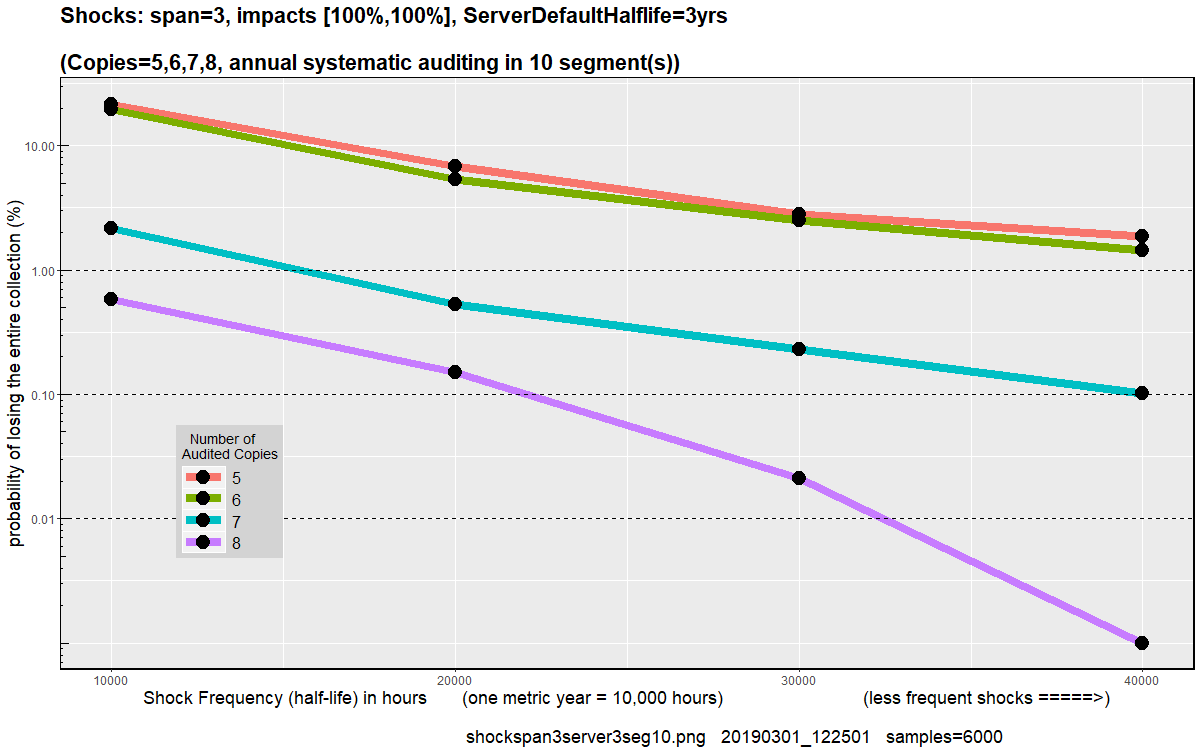 Shocks: span=3, impacts [100%,100%], ServerDefaultHalflife=3yrs
(Copies=5,6,7,8, annual systematic auditing in 10 segment(s))
probability of losing the entire collection (%)
10.00
1.00
0.10
0.01
Number of
Audited Copies
5
6
7
8
10000 20000 30000 40000
Shock Frequency (half-life) in hours (one metric year = 10,000 hours) (less frequent shocks =====>)
shockspan3server3seg10.png 20190301_122501 samples=6000